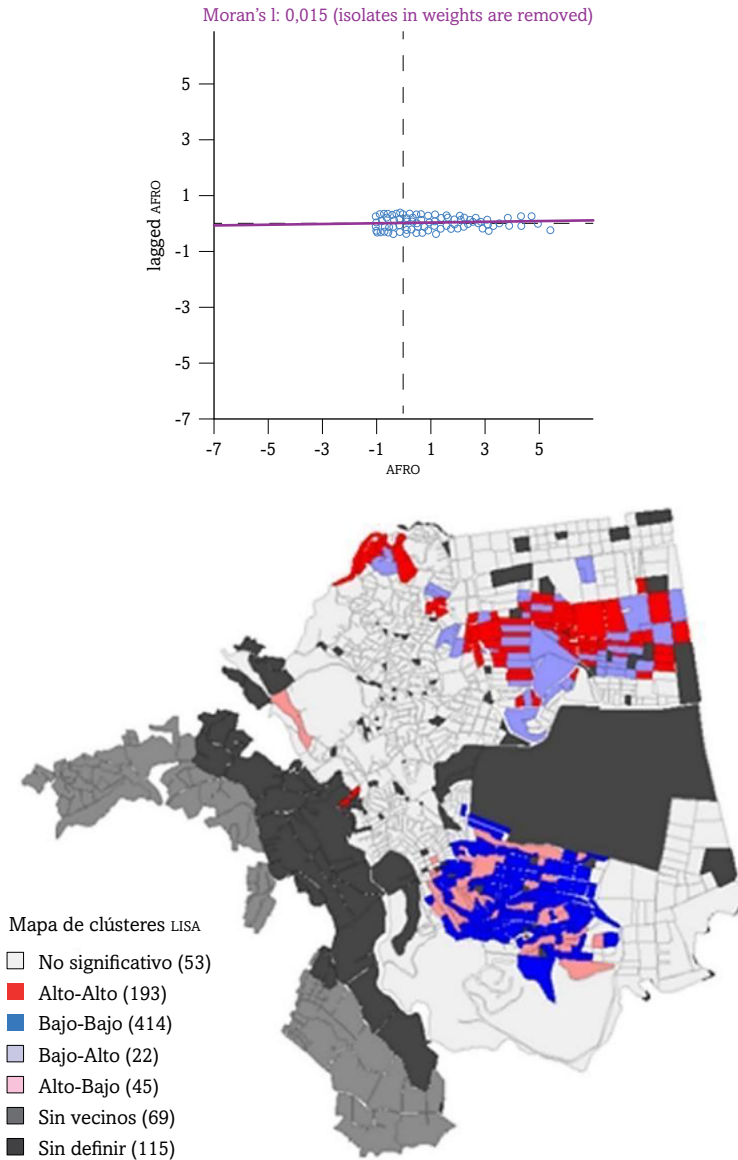 Moran’s l: 0,015 (isolates in weights are removed)
5
3
1
-1
-3
-5
-7
lagged AFRO
-7 -5 -3 -1 1 3 5
AFRO
Mapa de clústeres LISA
No significativo (53)
Alto-Alto (193)
Bajo-Bajo (414)
Bajo-Alto (22)
Alto-Bajo (45)
Sin vecinos (69)
Sin definir (115)